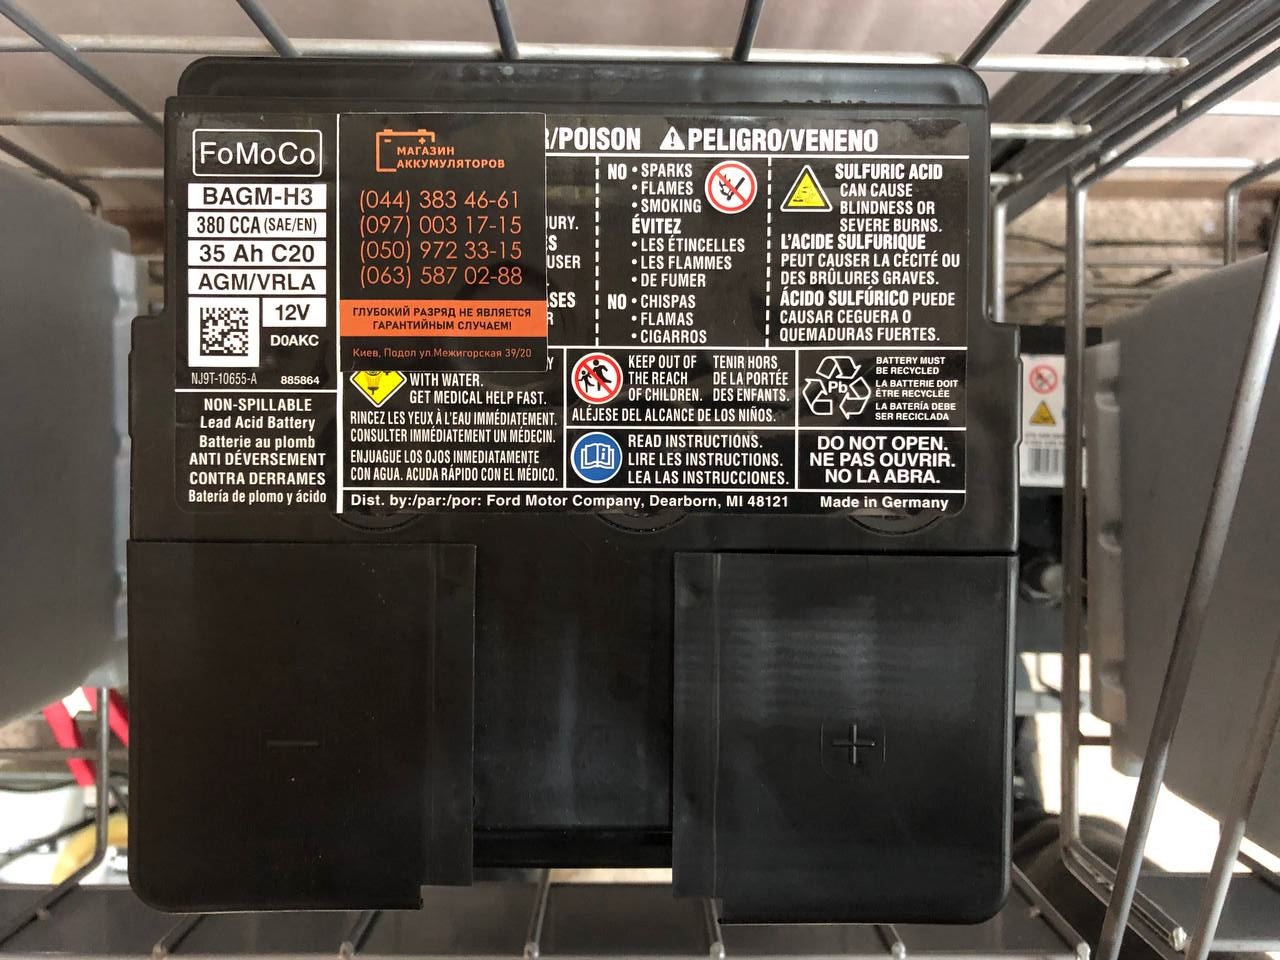 FoMoCo
BAGM-H3
380 CCA (SAE/EN)
35 Ah C20
AGM/VRLA
12V
D0AKC
NJ9T-10655-A 885864
NON-SPILLABLE
Lead Acid Battery
Batterie au plomb
ANTI DÉVERSEMENT
CONTRA DERRAMES
Batería de plomo y ácido
МАГАЗИН
АККУМУЛЯТОРОВ
(044) 383 46-61
(097) 003 17-15
(050) 972 33-15
(063) 587 02-88
ГЛУБОКИЙ РАЗРЯД НЕ ЯВЛЯЕТСЯ
ГАРАНТИЙНЫМ СЛУЧАЕМ!
Киев, Подол ул.Межигорская 39/20
/POISON PELIGRO/VENENO
NO • SPARKS
• FLAMES
• SMOKING
ÉVITEZ
• LES ÉTINCELLES
• LES FLAMMES
• DE FUMER
NO • CHISPAS
• FLAMAS
• CIGARROS
SULFURIC ACID
CAN CAUSE
BLINDNESS OR
SEVERE BURNS.
L'ACIDE SULFURIQUE
PEUT CAUSER LA CÉCITÉ OU
DES BRÛLURES GRAVES.
ÁCIDO SULFÚRICO PUEDE
CAUSAR CEGUERA O
QUEMADURAS FUERTES.
WITH WATER.
GET MEDICAL HELP FAST.
RINCEZ LES YEUX À L'EAU IMMÉDIATEMENT.
CONSULTER IMMÉDIATEMENT UN MÉDECIN.
ENJUAGUE LOS OJOS INMEDIATAMENTE
CON AGUA. ACUDA RÁPIDO CON EL MÉDICO.
KEEP OUT OF
THE REACH
OF CHILDREN.
TENIR HORS
DE LA PORTÉE
DES ENFANTS.
ALÉJESE DEL ALCANCE DE LOS NIÑOS.
READ INSTRUCTIONS.
LIRE LES INSTRUCTIONS.
LEA LAS INSTRUCCIONES.
Pb
BATTERY MUST
BE RECYCLED
LA BATTERIE DOIT
ÊTRE RECYCLÉE
LA BATERÍA DEBE
SER RECICLADA
DO NOT OPEN.
NE PAS OUVRIR.
NO LA ABRA.
Dist. by:/par:/por: Ford Motor Company, Dearborn, MI 48121 Made in Germany
− +